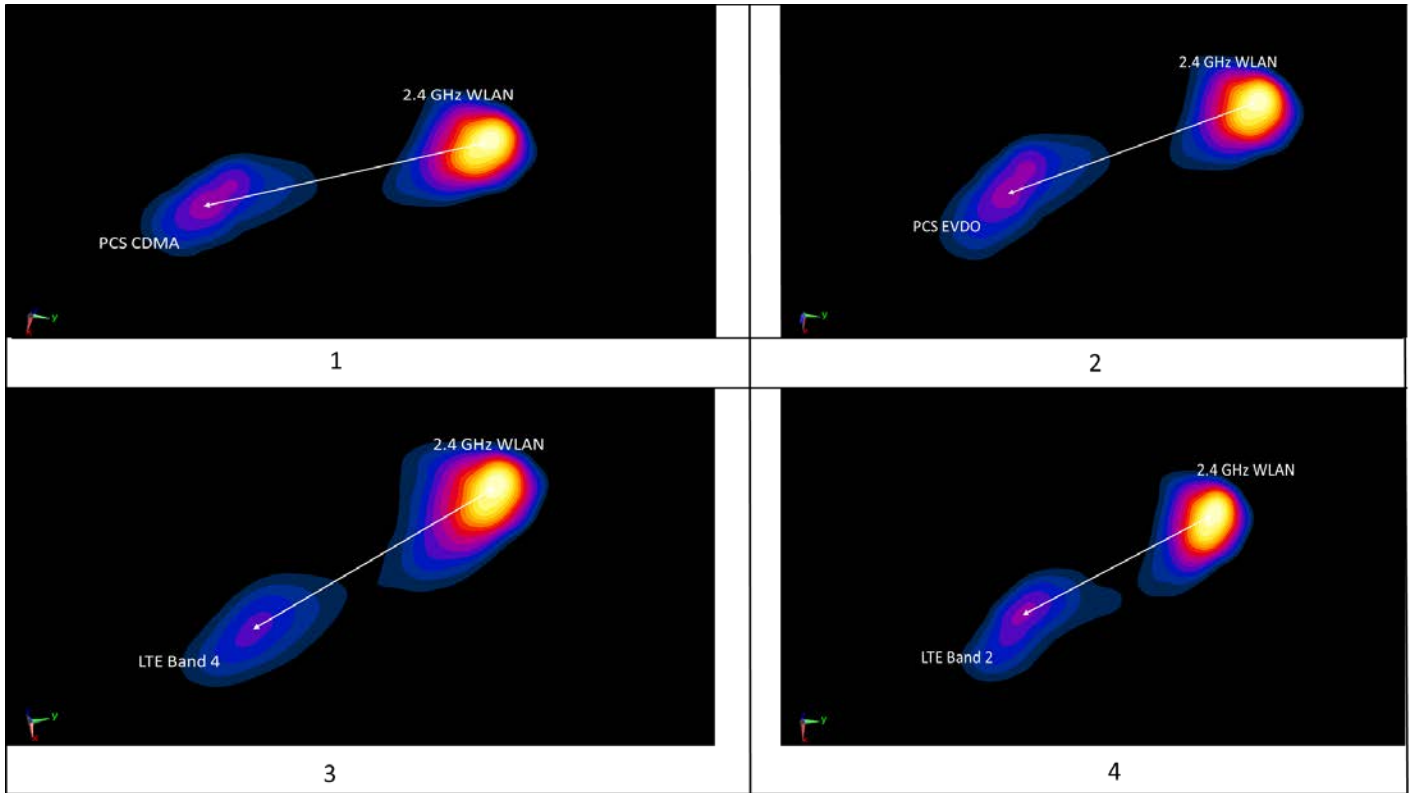 2.4 GHz WLAN
PCS CDMA
y
1
2.4 GHz WLAN
PCS EVDO
y
2
2.4 GHz WLAN
LTE Band 4
y
x
3
2.4 GHz WLAN
LTE Band 2
y
x
4